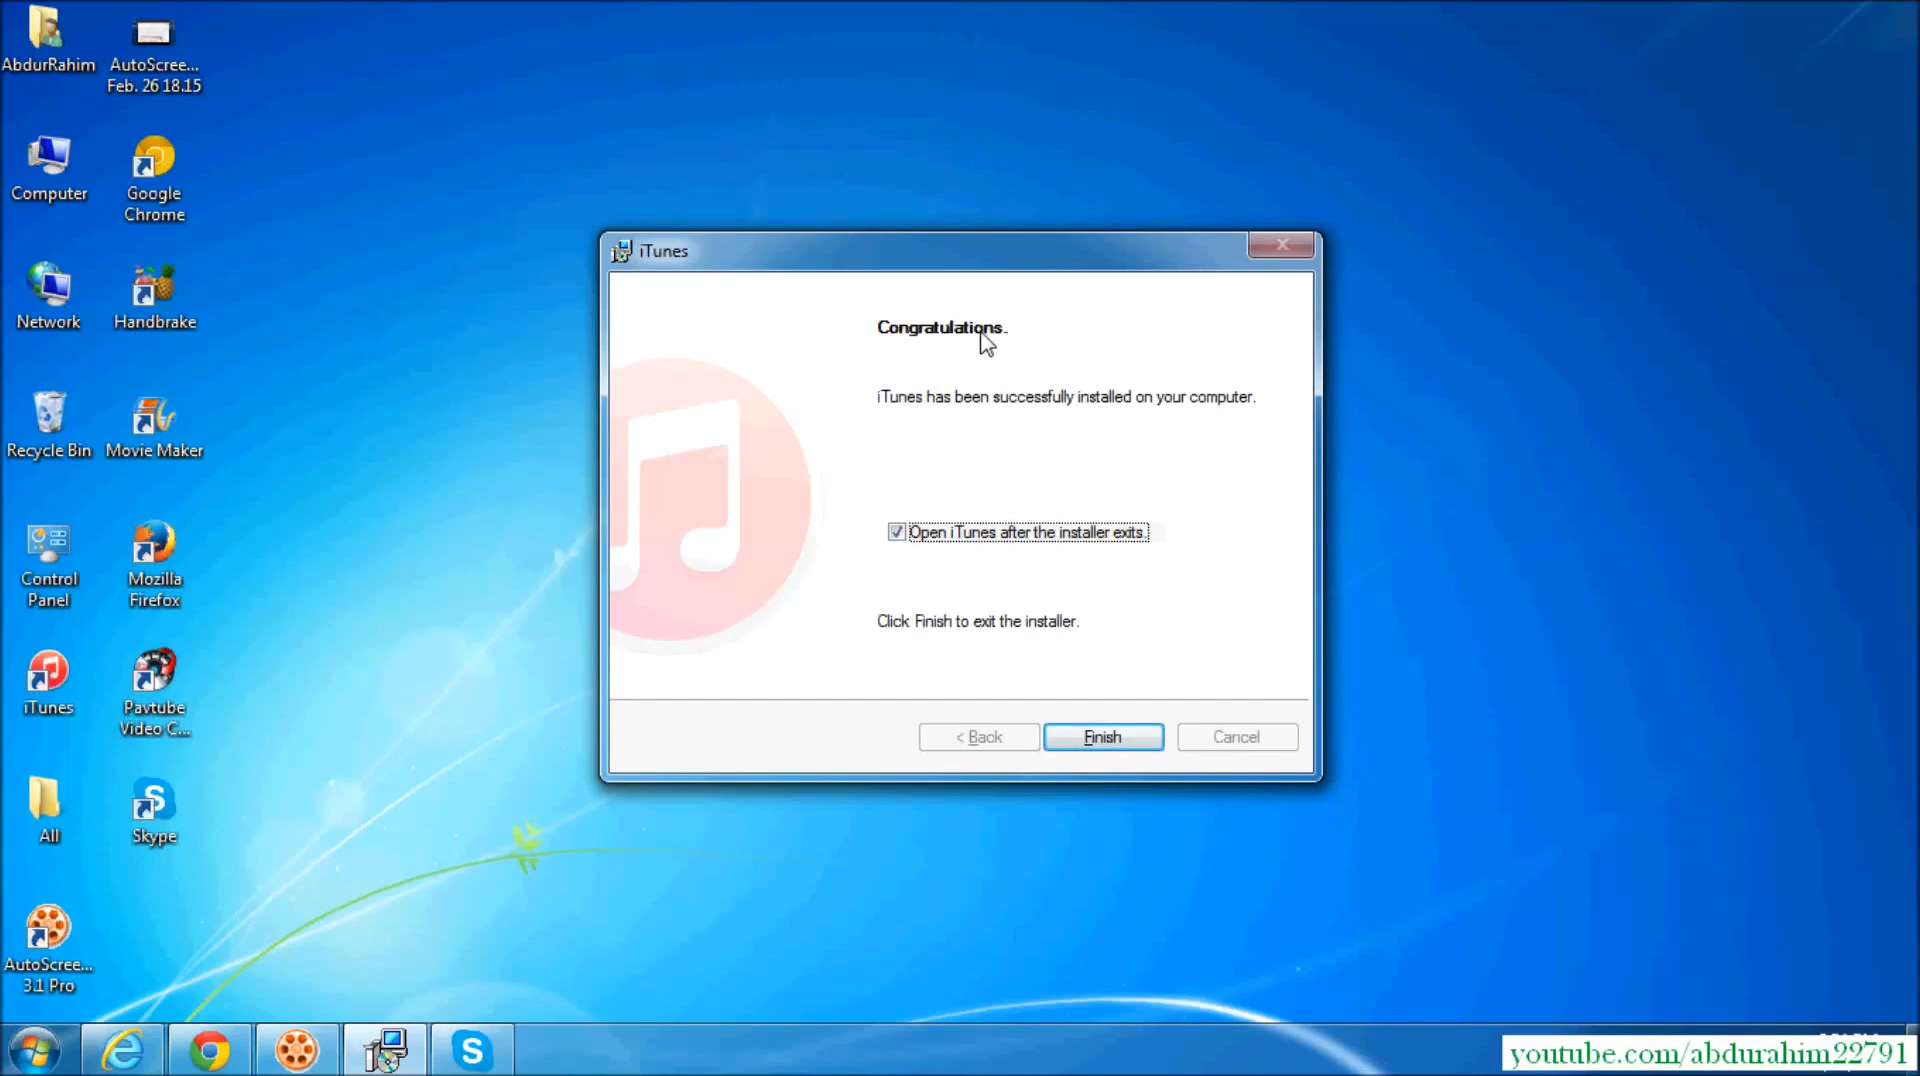 AbdurRahim
AutoScree...
Feb. 26 18.15
Computer
Google
Chrome
Network
Handbrake
Recycle Bin
Movie Maker
Control
Panel
Mozilla
Firefox
iTunes
Pavtube
Video C...
All
Skype
AutoScree...
3.1 Pro
iTunes
Congratulations.
iTunes has been successfully installed on your computer.
Open iTunes after the installer exits.
Click Finish to exit the installer.
< Back
Finish
Cancel
youtube.com/abdurahim22791